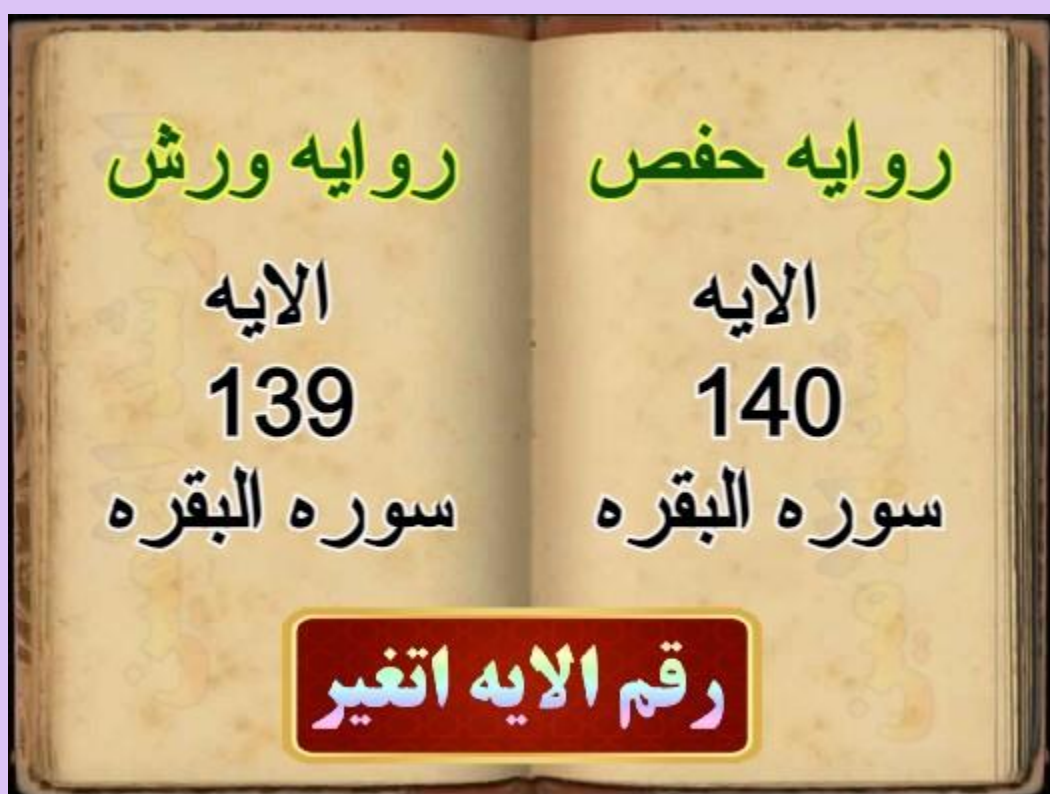 روايه حفص
الايه
140
سوره البقره
روايه ورش
الايه
139
سوره البقره
رقم الايه اتغير